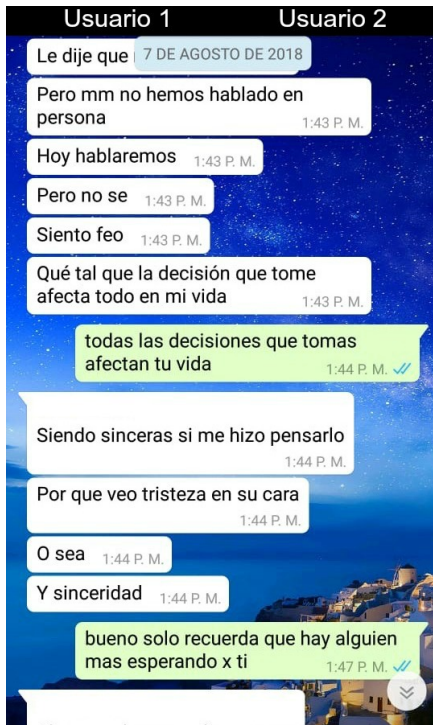 Usuario 1 Usuario 2
Le dije que
7 DE AGOSTO DE 2018
Pero mm no hemos hablado en
persona
1:43 P. M.
Hoy hablaremos 1:43 P. M.
Pero no se 1:43 P. M.
Siento feo 1:43 P. M.
Qué tal que la decisión que tome
afecta todo en mi vida
1:43 P. M.
todas las decisiones que tomas
afectan tu vida
1:44 P. M.
Siendo sinceras si me hizo pensarlo
1:44 P. M.
Por que veo tristeza en su cara
1:44 P. M.
O sea 1:44 P. M.
Y sinceridad 1:44 P. M.
bueno solo recuerda que hay alguien
mas esperando x ti
1:47 P. M.